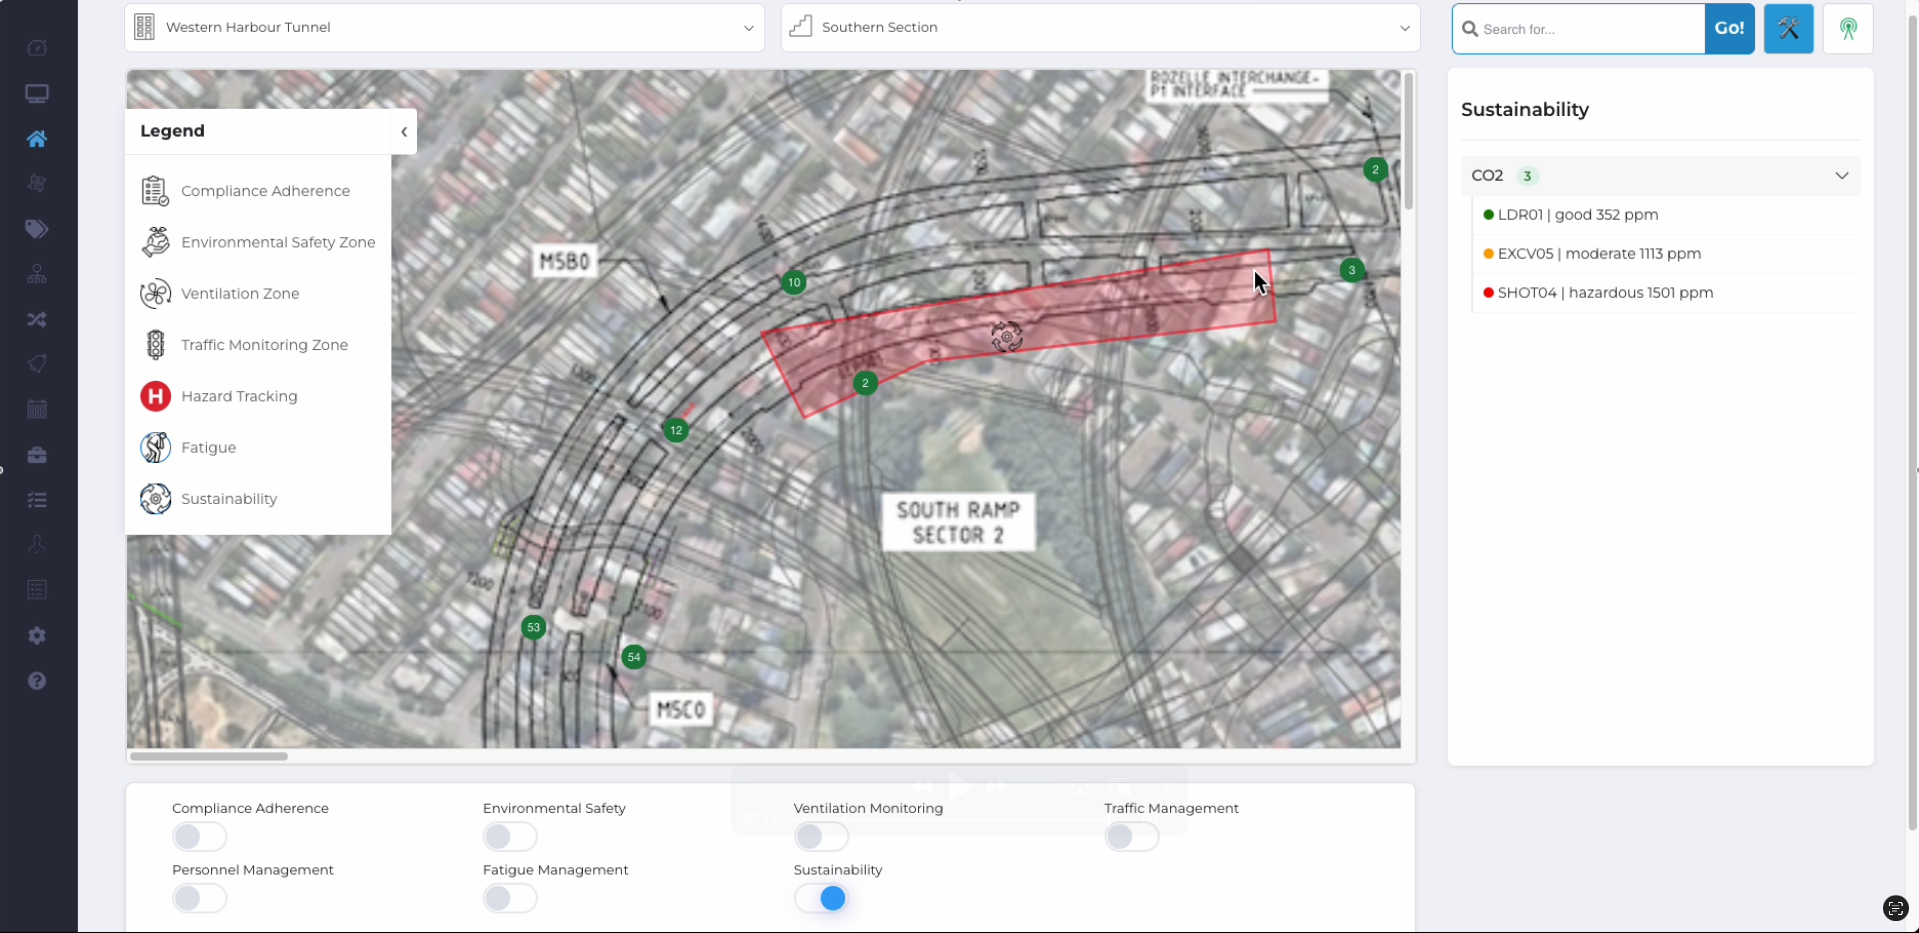 Western Harbour Tunnel
Southern Section
Search for...
Go!
Legend
Compliance Adherence
Environmental Safety Zone
Ventilation Zone
Traffic Monitoring Zone
H
Hazard Tracking
Fatigue
Sustainability
ROZELLE INTERCHANGE-
P1 INTERFACE
M5B0
2
3
10
2
12
SOUTH RAMP
SECTOR 2
53
54
M5C0
Sustainability
CO2 3
LDR01 | good 352 ppm
EXCV05 | moderate 1113 ppm
SHOT04 | hazardous 1501 ppm
Compliance Adherence
Environmental Safety
Ventilation Monitoring
Traffic Management
Personnel Management
Fatigue Management
Sustainability